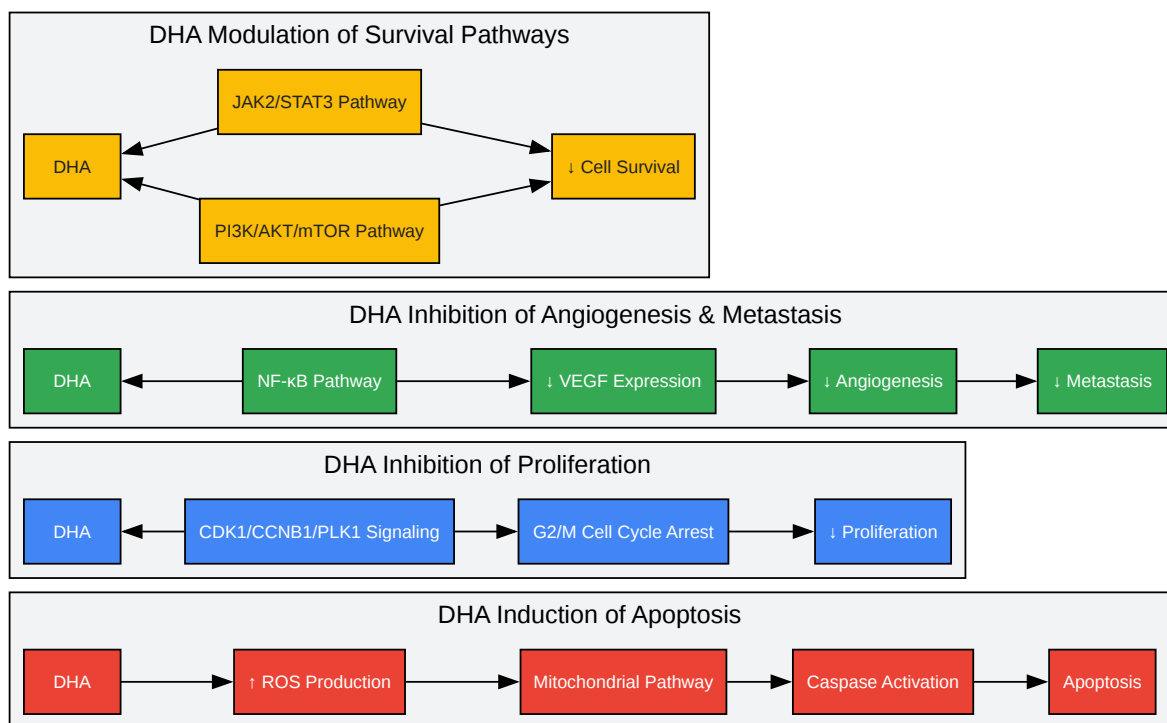 DHA Modulation of Survival Pathways
JAK2/STAT3 Pathway
DHA
↓ Cell Survival
PI3K/AKT/mTOR Pathway
DHA Inhibition of Angiogenesis & Metastasis
DHA
NF-κB Pathway
↓ VEGF Expression
↓ Angiogenesis
↓ Metastasis
DHA Inhibition of Proliferation
DHA
CDK1/CCNB1/PLK1 Signaling
G2/M Cell Cycle Arrest
↓ Proliferation
DHA Induction of Apoptosis
DHA
↑ ROS Production
Mitochondrial Pathway
Caspase Activation
Apoptosis